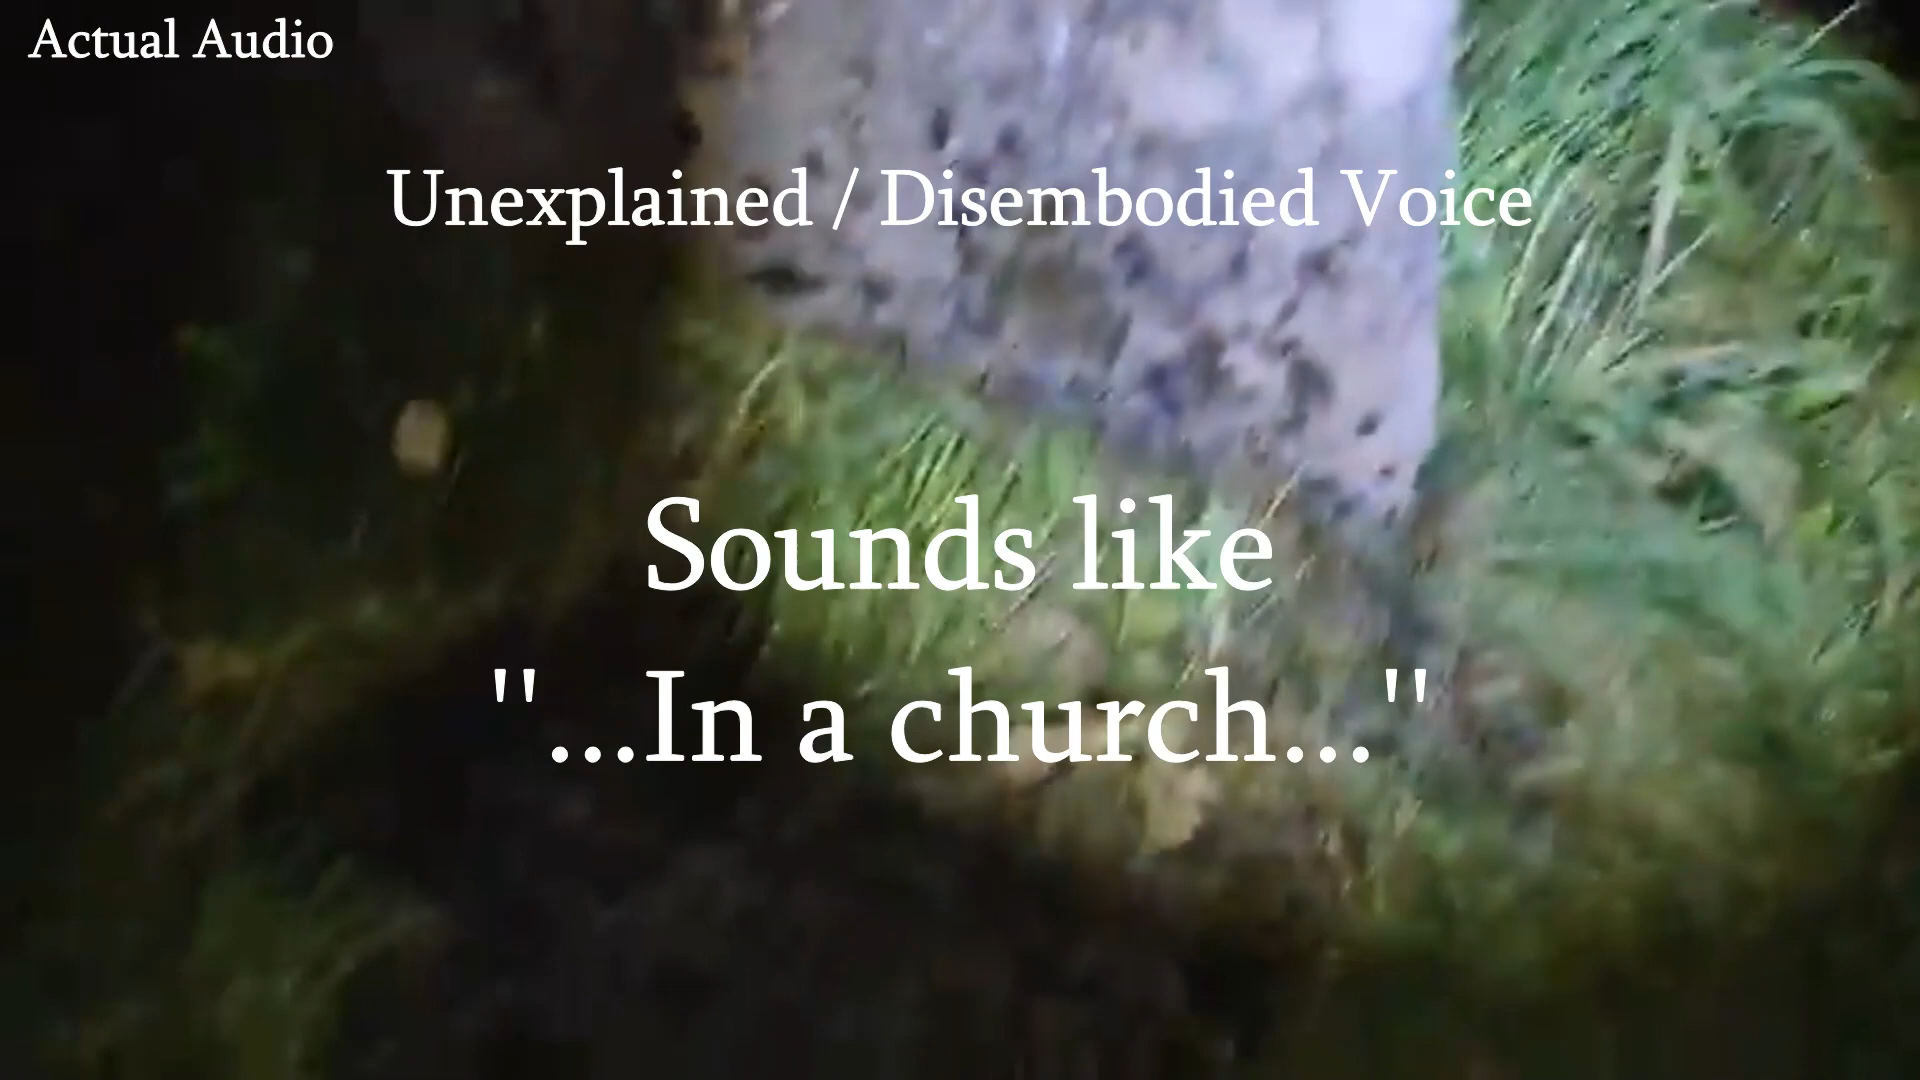 Actual Audio
Unexplained / Disembodied Voice
Sounds like
"...In a church..."